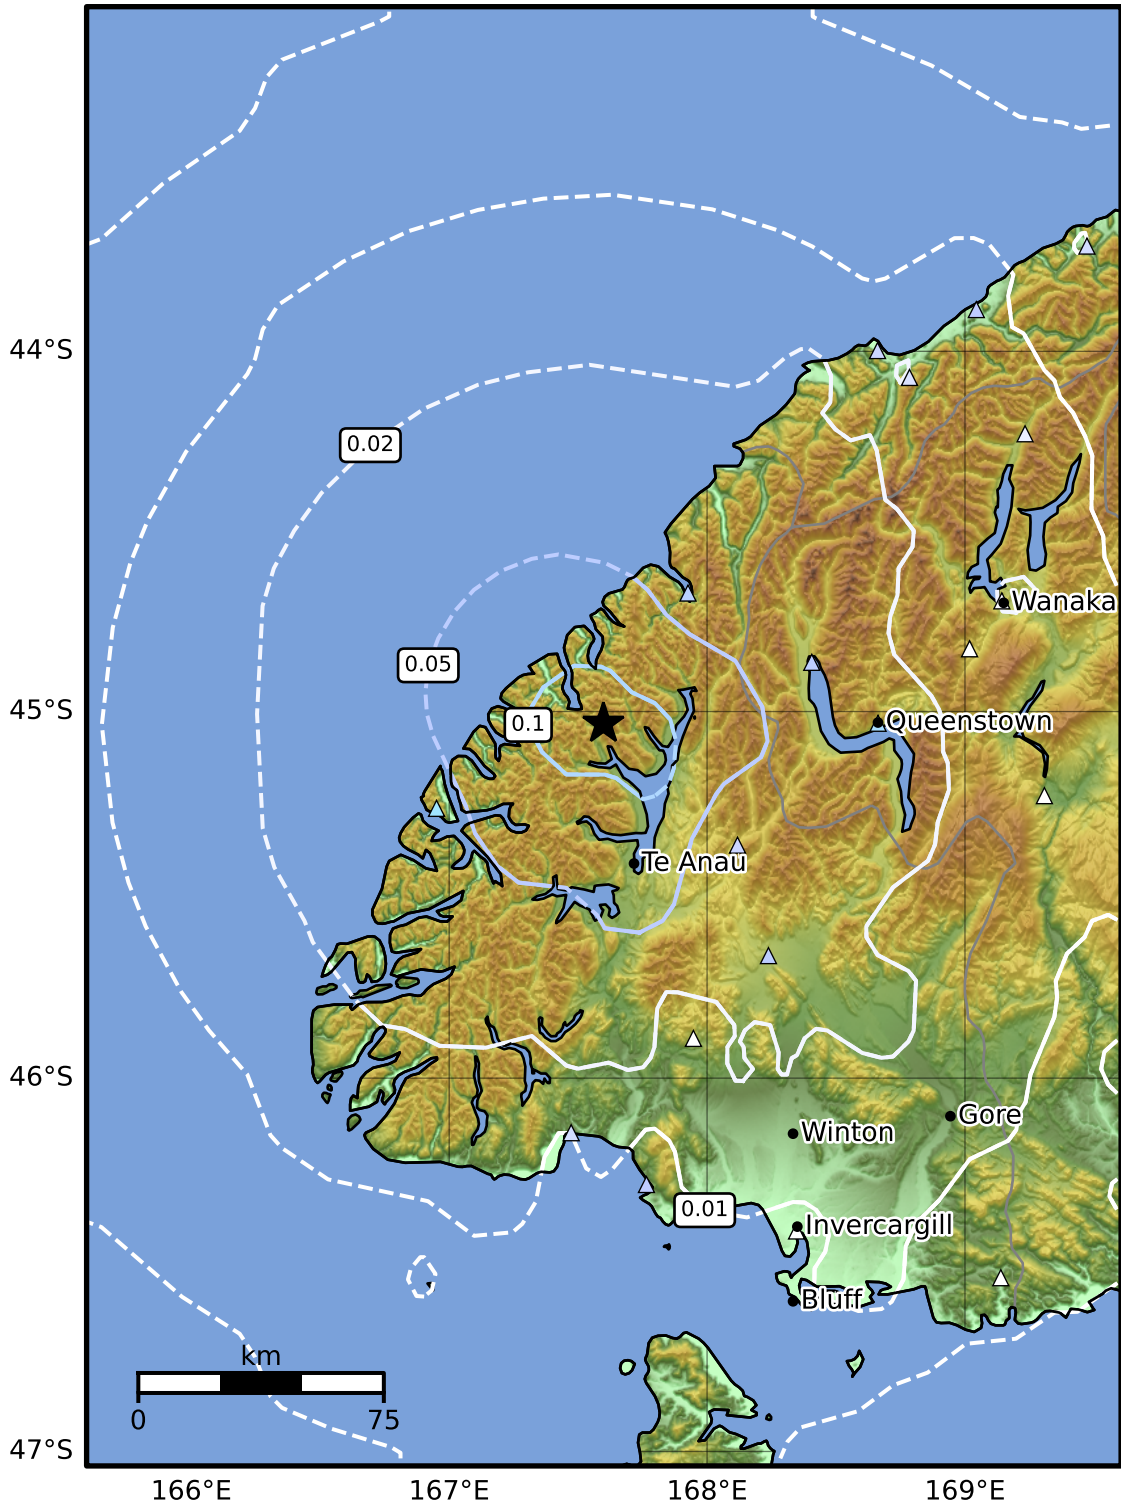 44°S
0.02
Wanaka
0.05
45°S
0.1
Queenstown
Te Anau
46°S
Gore
Winton
0.01
Invercargill
Bluff
km
0
75
47°S
166°E
167°E
168°E
169°E